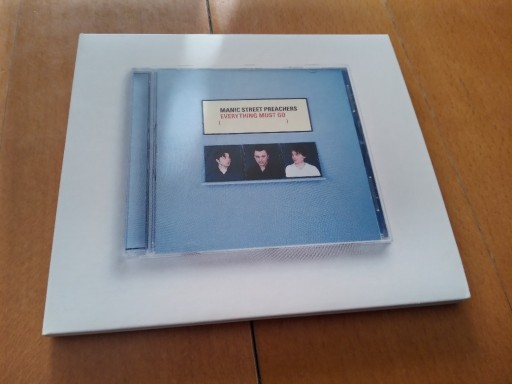 MANIC STREET PREACHERS
EVERYTHING MUST GO
( )